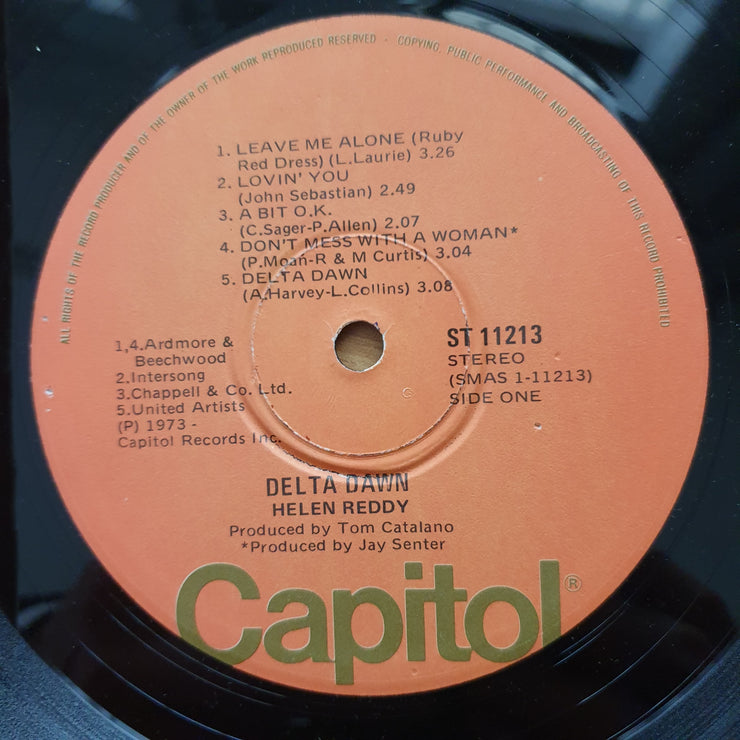 ALL RIGHTS OF THE RECORD PRODUCER AND OF THE OWNER OF THE WORK REPRODUCED RESERVED · COPYING, PUBLIC PERFORMANCE AND BROADCASTING OF THIS RECORD PROHIBITED
1. LEAVE ME ALONE (Ruby
Red Dress) (L.Laurie) 3.26
2. LOVIN' YOU
(John Sebastian) 2.49
3. A BIT O.K.
(C.Sager-P.Allen) 2.07
4. DON'T MESS WITH A WOMAN*
(P.Moan-R & M Curtis) 3.04
5. DELTA DAWN
(A.Harvey-L.Collins) 3.08
1,4.Ardmore &
Beechwood
2.Intersong
3.Chappell & Co. Ltd.
5.United Artists
(P) 1973 -
Capitol Records Inc.
ST 11213
STEREO
(SMAS 1-11213)
SIDE ONE
DELTA DAWN
HELEN REDDY
Produced by Tom Catalano
*Produced by Jay Senter
Capitol®